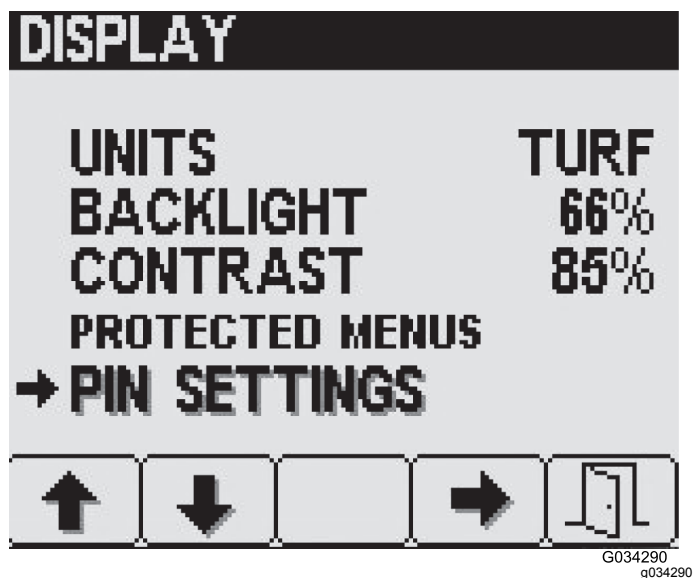 DISPLAY
UNITS TURF
BACKLIGHT 66%
CONTRAST 85%
PROTECTED MENUS
PIN SETTINGS
G034290
g034290